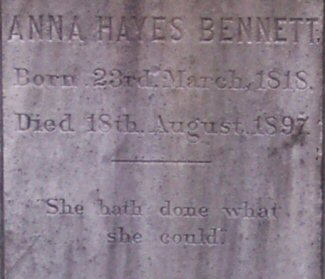 ANNA HAYES BENNETT.
Born 23rd March, 1818.
Died 18th August, 1897.
"She hath done what
she could."